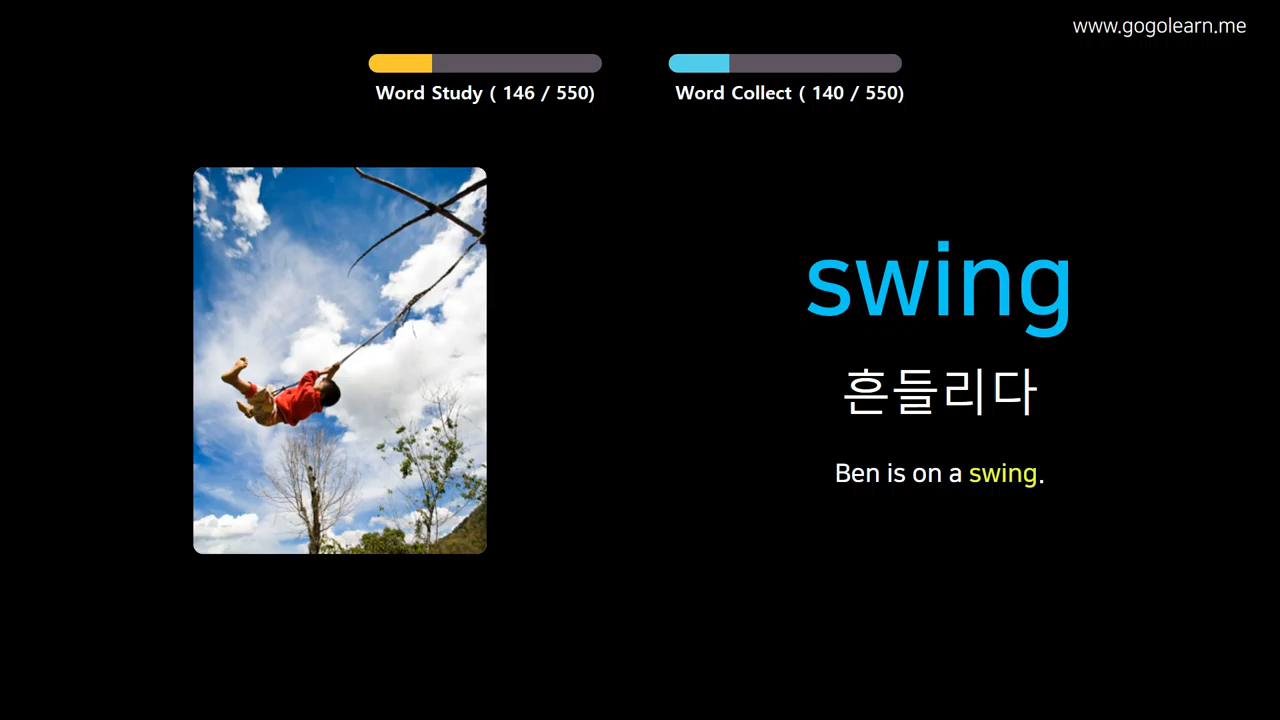 www.gogolearn.me
Word Study ( 146 / 550)
Word Collect ( 140 / 550)
swing
흔들리다
Ben is on a swing.